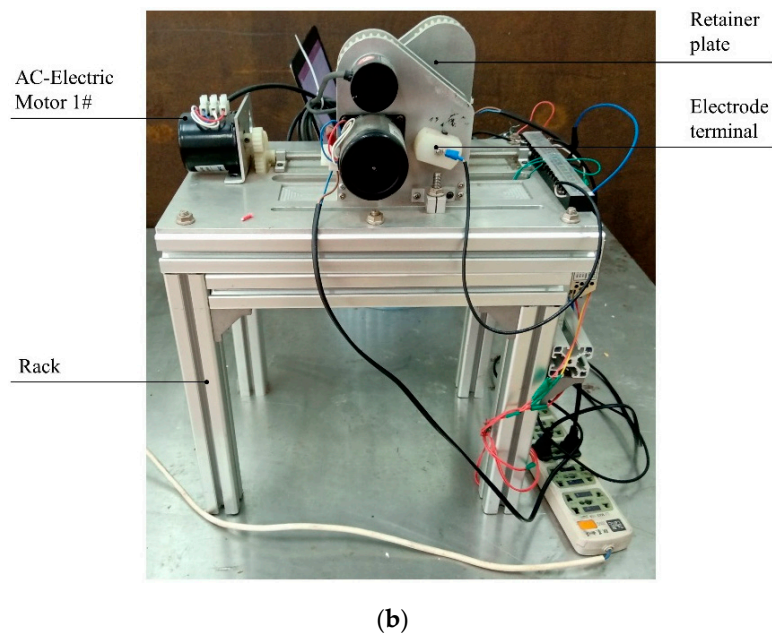 AC-Electric
Motor 1#
Retainer
plate
Electrode
terminal
Rack
(b)